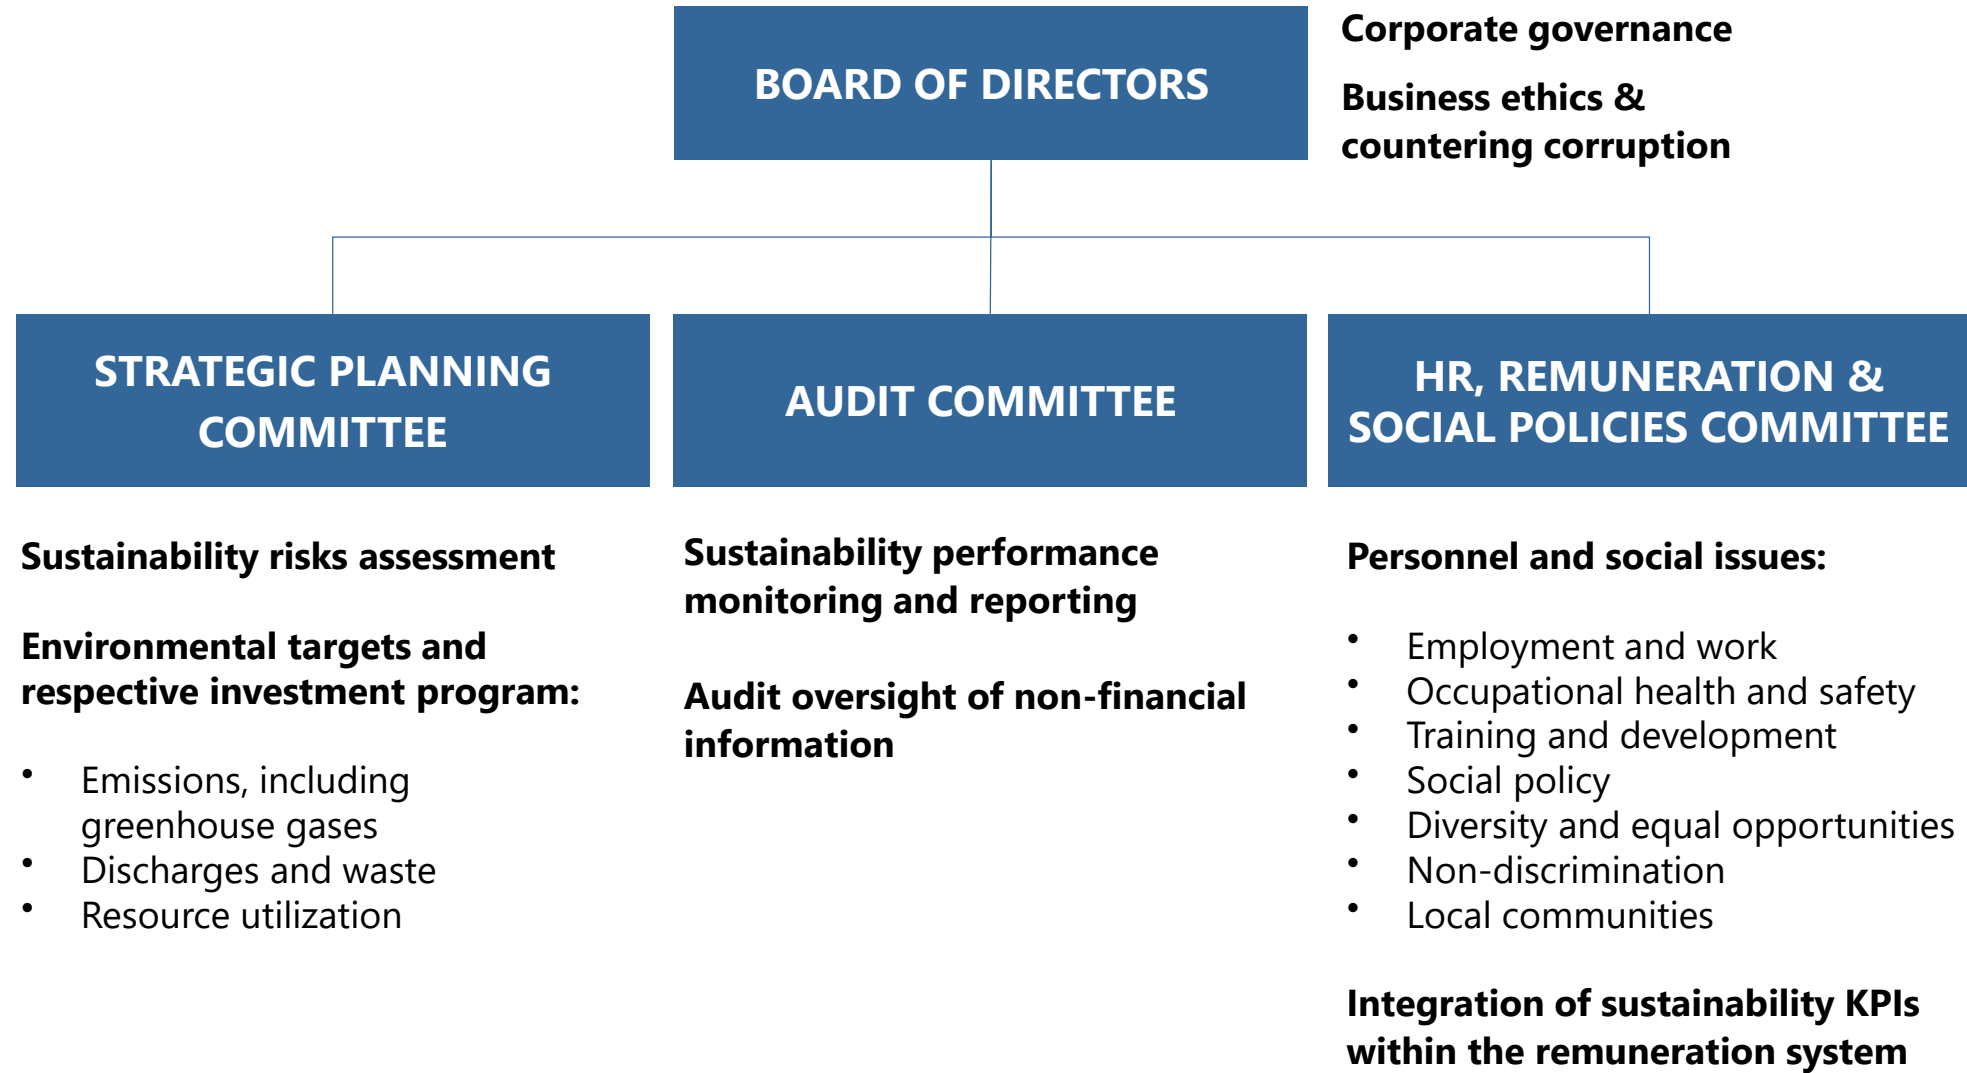 BOARD OF DIRECTORS
Corporate governance
Business ethics &
countering corruption
STRATEGIC PLANNING
COMMITTEE
Sustainability risks assessment
Environmental targets and
respective investment program:
• Emissions, including
greenhouse gases
• Discharges and waste
• Resource utilization
AUDIT COMMITTEE
Sustainability performance
monitoring and reporting
Audit oversight of non-financial
information
HR, REMUNERATION &
SOCIAL POLICIES COMMITTEE
Personnel and social issues:
• Employment and work
• Occupational health and safety
• Training and development
• Social policy
• Diversity and equal opportunities
• Non-discrimination
• Local communities
Integration of sustainability KPIs
within the remuneration system